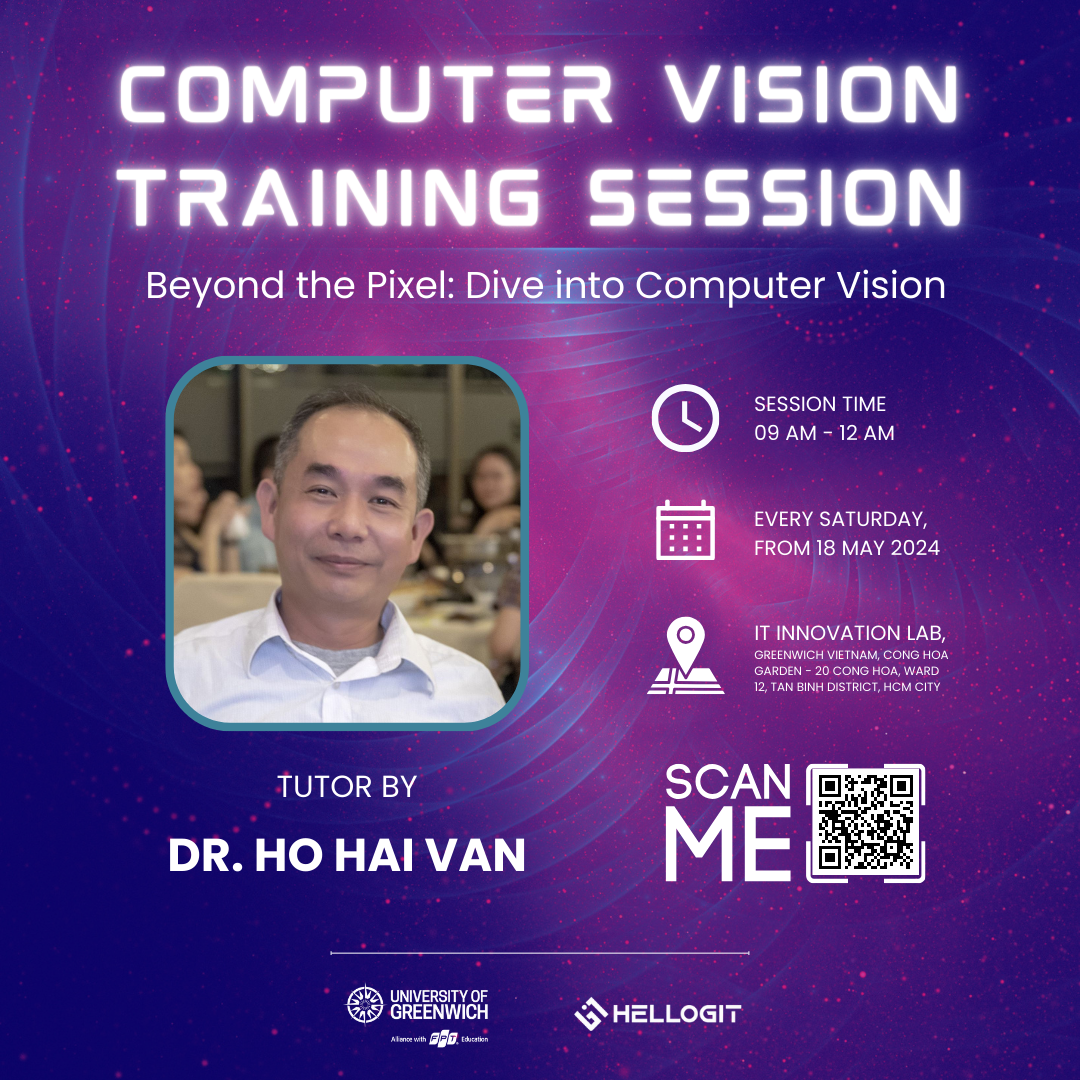 COMPUTER VISION
TRAINING SESSION
Beyond the Pixel: Dive into Computer Vision
SESSION TIME
09 AM - 12 AM
EVERY SATURDAY,
FROM 18 MAY 2024
IT INNOVATION LAB,
GREENWICH VIETNAM, CONG HOA
GARDEN - 20 CONG HOA, WARD
12, TAN BINH DISTRICT, HCM CITY
TUTOR BY
DR. HO HAI VAN
SCAN
ME
UNIVERSITY OF
GREENWICH
Alliance with FPT Education
HELLOGIT